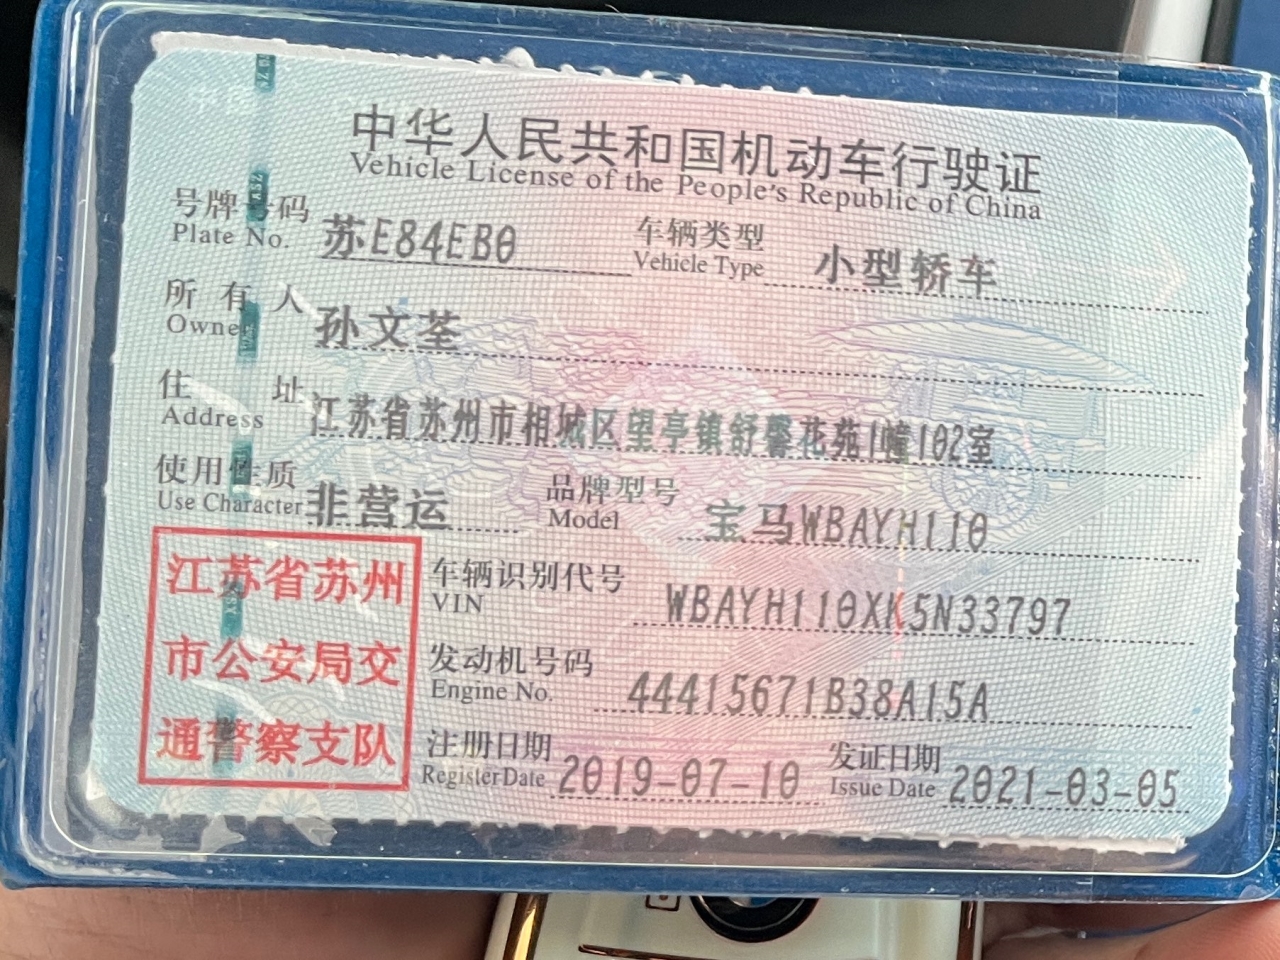 中华人民共和国机动车行驶证
Vehicle License of the People's Republic of China
号牌号码 苏E84EB0 车辆类型 小型轿车
Plate No. Vehicle Type
所有人 孙文荃
Owner
住址 江苏省苏州市相城区望亭镇舒馨花苑1幢102室
Address
使用性质 非营运 品牌型号 宝马WBAYH110
Use Character Model
江苏省苏州
市公安局交
通警察支队
车辆识别代号 WBAYH110XK5N33797
VIN
发动机号码 44415671B38A15A
Engine No.
注册日期 2019-07-10 发证日期 2021-03-05
Register Date Issue Date